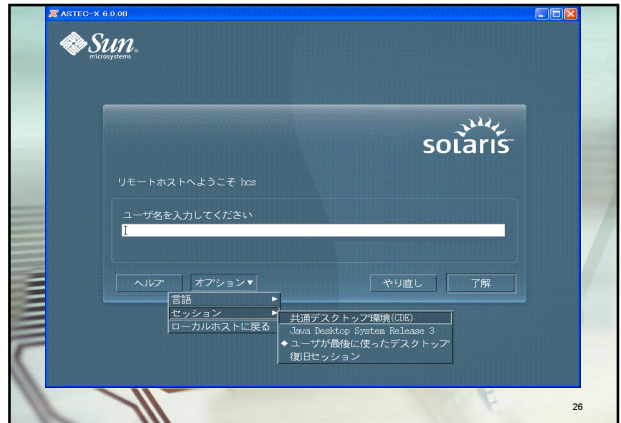 ASTEC-X 6.0.08
Sun
microsystems
solaris
リモートホストへようこそ hcs
ユーザ名を入力してください
ヘルプ
オプション▼
やり直し
了解
言語
セッション
ローカルホストに戻る
共通デスクトップ環境(CDE)
Java Desktop System Release 3
ユーザが最後に使ったデスクトップ
復旧セッション
26